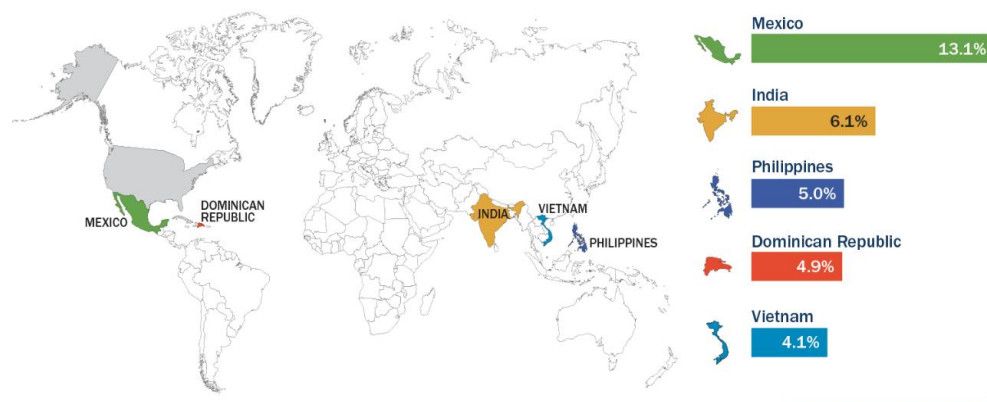 MEXICO
DOMINICAN
REPUBLIC
INDIA
VIETNAM
PHILIPPINES
Mexico
13.1%
India
6.1%
Philippines
5.0%
Dominican Republic
4.9%
Vietnam
4.1%